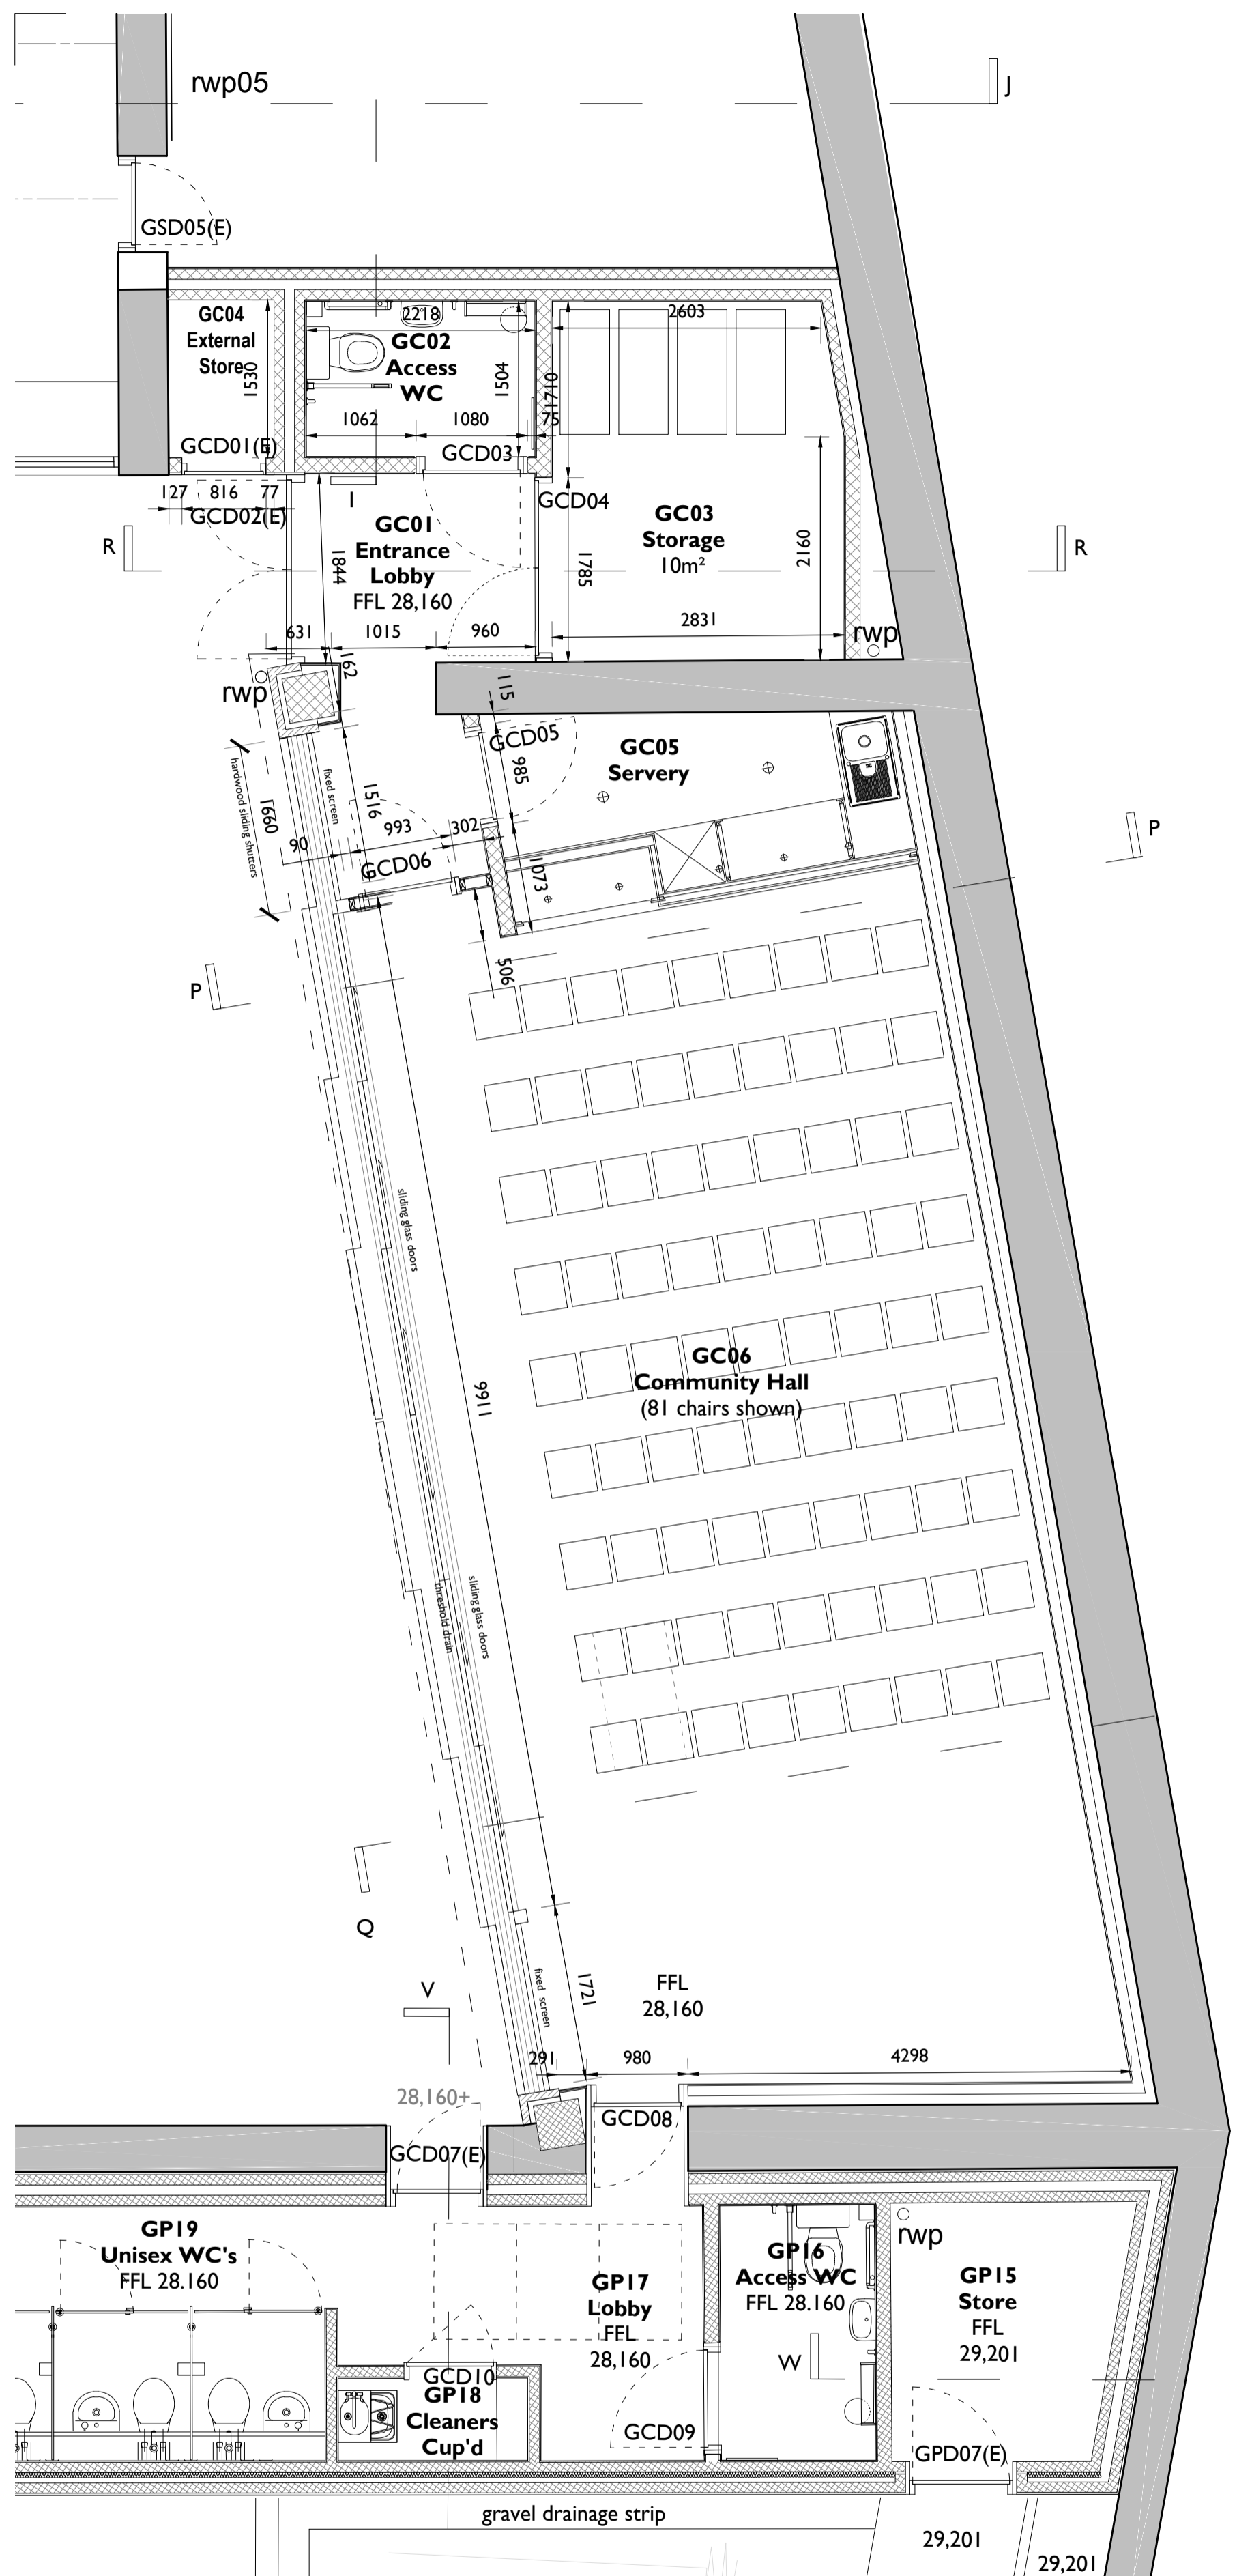 rwp05
J
GSD05(E)
GC04
External
Store
1530
2218
GC02
Access
WC
1504
1710
2603
1062
1080
75
GCD01(E)
GCD03
127
816
77
GCD02(E)
I
GCD04
GC01
Entrance
Lobby
FFL 28,160
1844
GC03
Storage
10m²
1785
2160
R
R
631
1015
960
2831
rwp
162
rwp
115
GCD05
985
GC05
Servery
hardwood sliding shutters
1660
fixed screen
1516
90
993
302
GCD06
1073
P
506
P
sliding glass doors
9911
GC06
Community Hall
(81 chairs shown)
threshold drain
sliding glass doors
Q
V
fixed screen
1721
FFL
28,160
291
980
4298
28,160+
GCD08
GCD07(E)
GP19
Unisex WC's
FFL 28.160
GP17
Lobby
FFL
28,160
GP16
Access WC
FFL 28.160
rwp
GP15
Store
FFL
29,201
W
GCD10
GP18
Cleaners
Cup'd
GCD09
GPD07(E)
gravel drainage strip
29,201
29,201